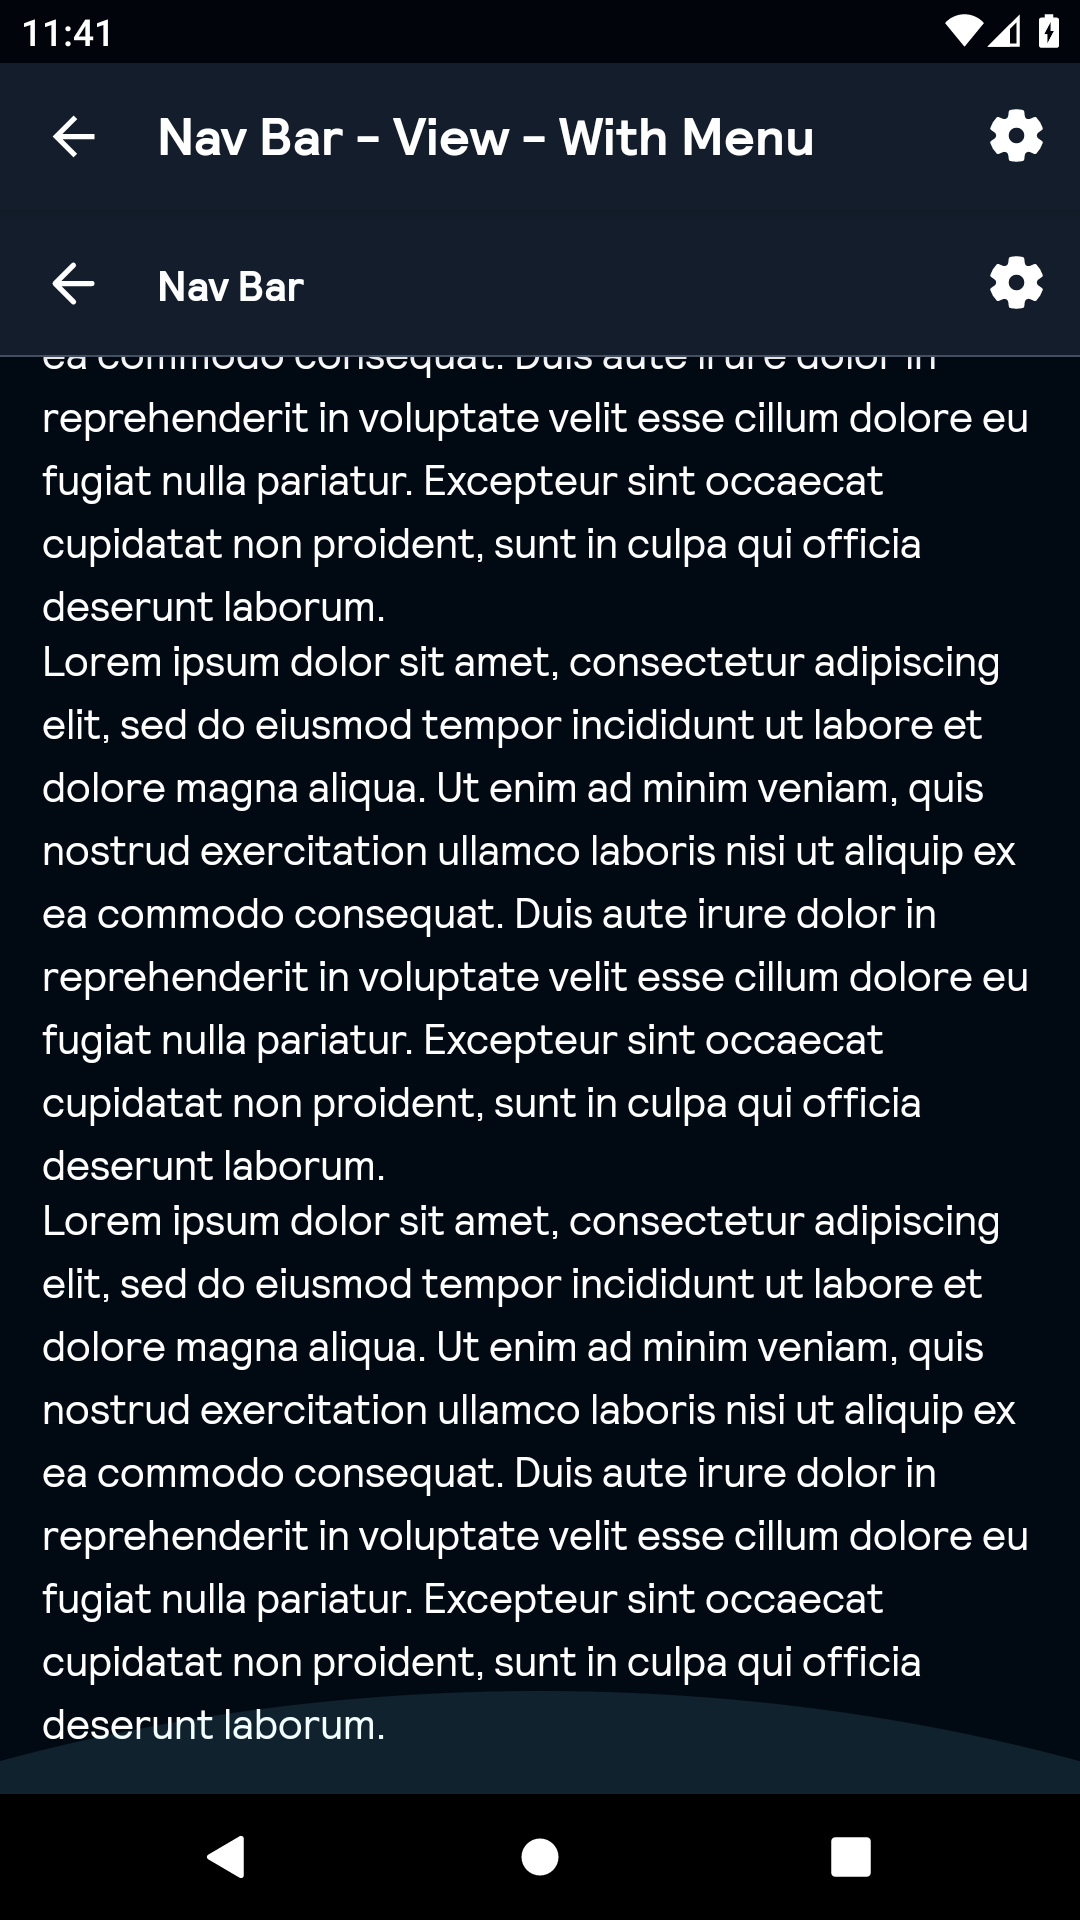 11:41
Nav Bar - View - With Menu
Nav Bar
ea commodo consequat. Duis aute irure dolor in
reprehenderit in voluptate velit esse cillum dolore eu
fugiat nulla pariatur. Excepteur sint occaecat
cupidatat non proident, sunt in culpa qui officia
deserunt laborum.
Lorem ipsum dolor sit amet, consectetur adipiscing
elit, sed do eiusmod tempor incididunt ut labore et
dolore magna aliqua. Ut enim ad minim veniam, quis
nostrud exercitation ullamco laboris nisi ut aliquip ex
ea commodo consequat. Duis aute irure dolor in
reprehenderit in voluptate velit esse cillum dolore eu
fugiat nulla pariatur. Excepteur sint occaecat
cupidatat non proident, sunt in culpa qui officia
deserunt laborum.
Lorem ipsum dolor sit amet, consectetur adipiscing
elit, sed do eiusmod tempor incididunt ut labore et
dolore magna aliqua. Ut enim ad minim veniam, quis
nostrud exercitation ullamco laboris nisi ut aliquip ex
ea commodo consequat. Duis aute irure dolor in
reprehenderit in voluptate velit esse cillum dolore eu
fugiat nulla pariatur. Excepteur sint occaecat
cupidatat non proident, sunt in culpa qui officia
deserunt laborum.